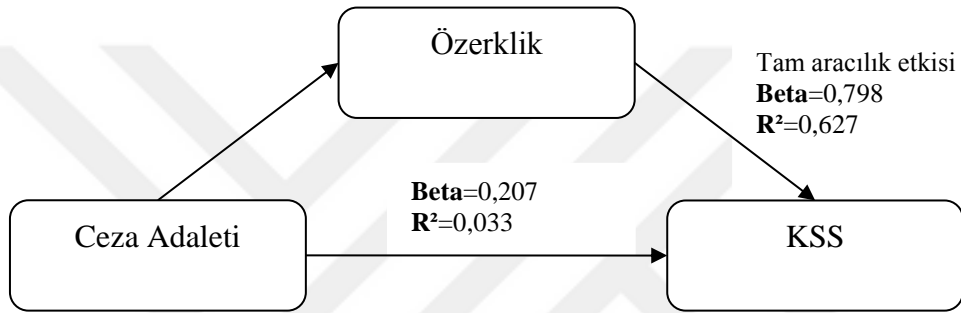 Özerklik
Tam aracılık etkisi
Beta=0,798
R²=0,627
Beta=0,207
R²=0,033
Ceza Adaleti
KSS